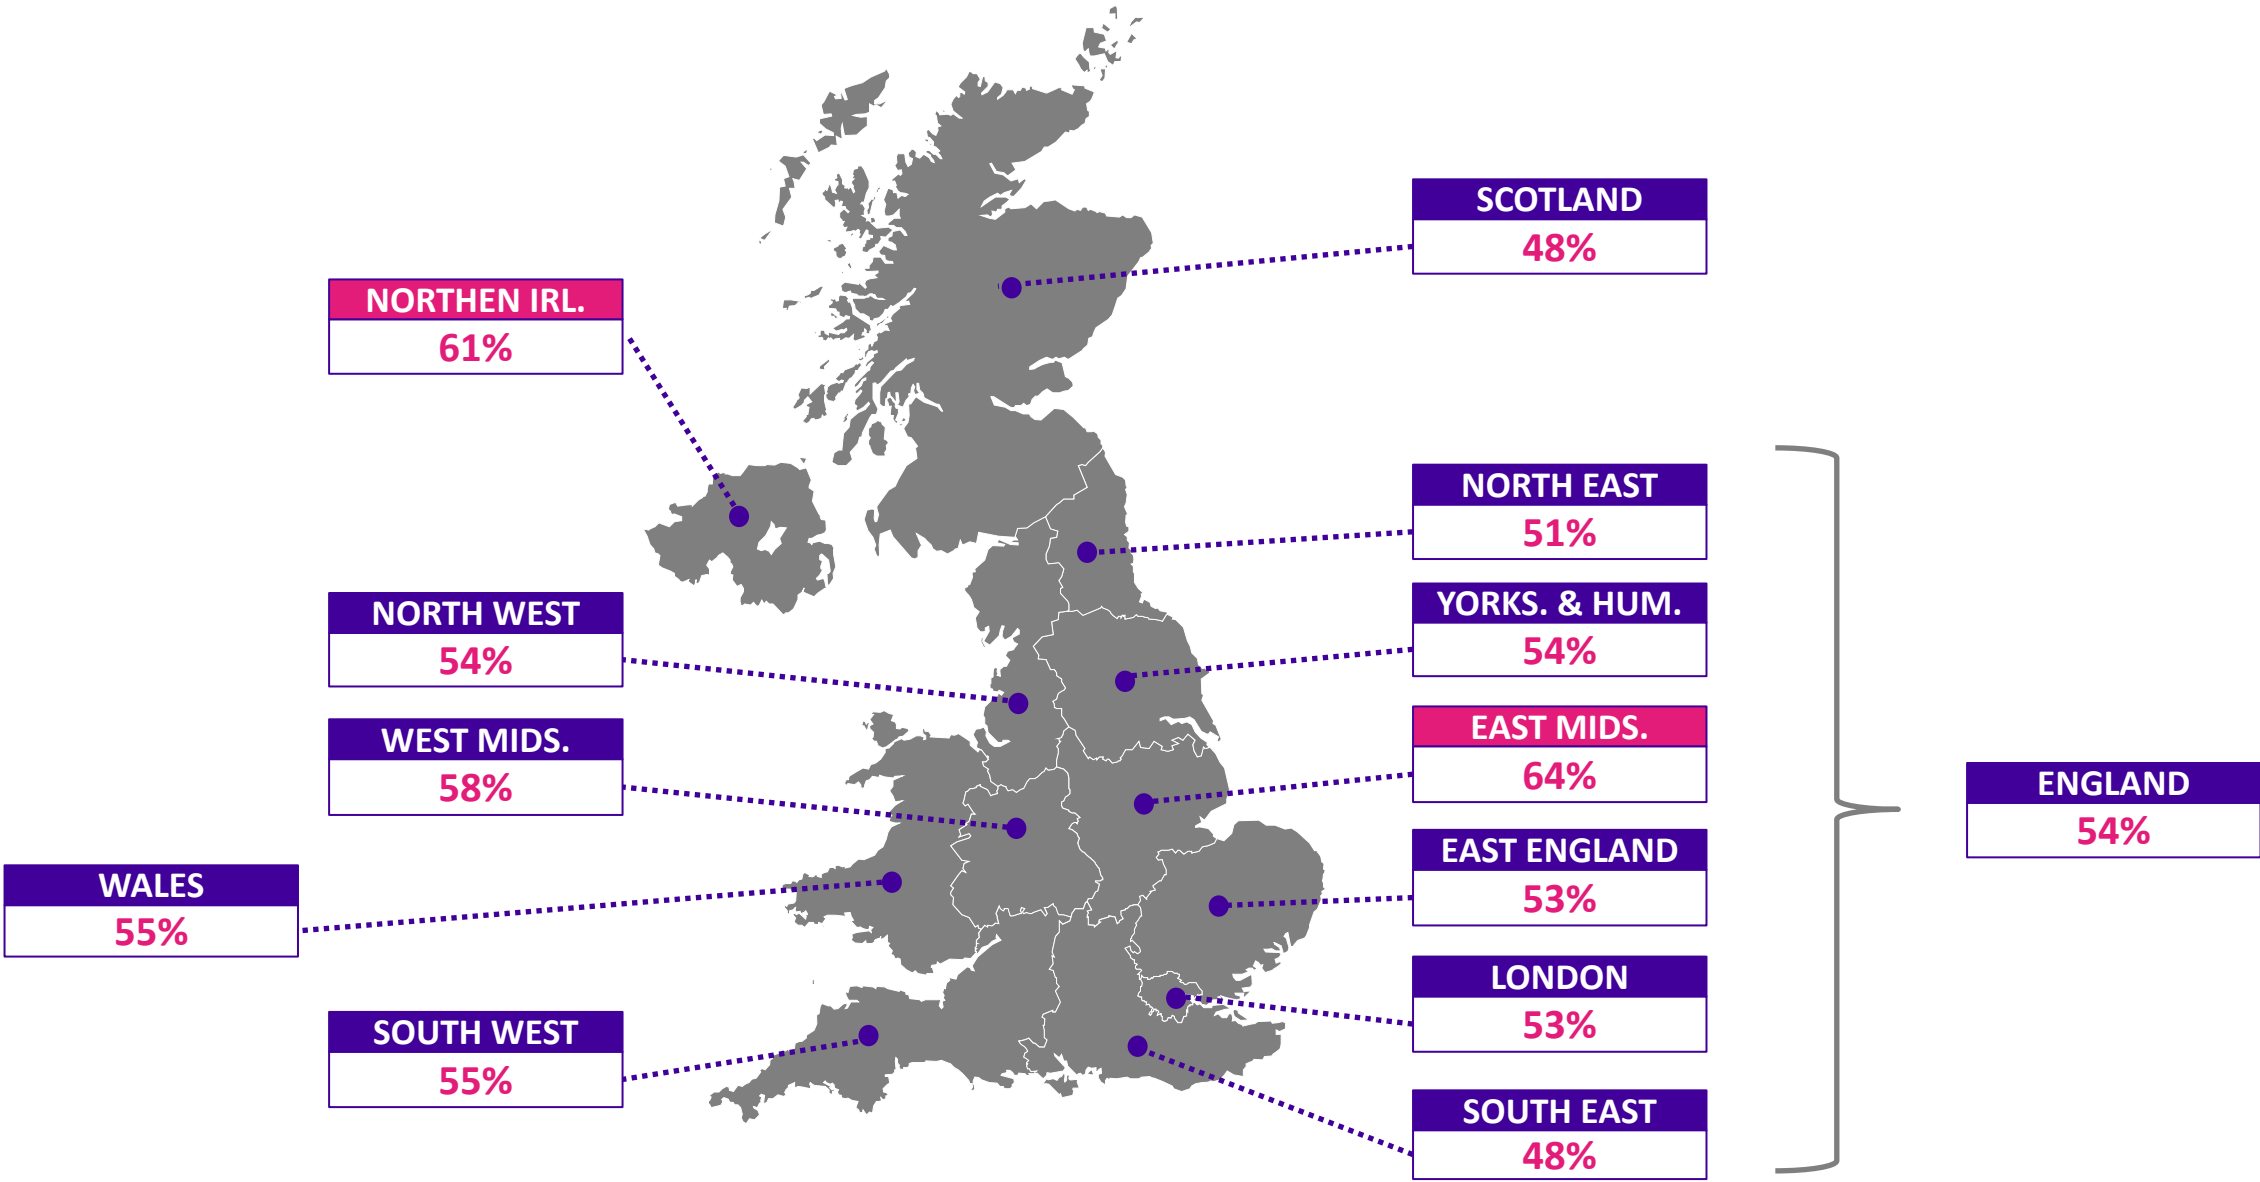 SCOTLAND
48%
NORTHEN IRL.
61%
NORTH EAST
51%
NORTH WEST
54%
YORKS. & HUM.
54%
WEST MIDS.
58%
EAST MIDS.
64%
ENGLAND
54%
EAST ENGLAND
53%
WALES
55%
LONDON
53%
SOUTH WEST
55%
SOUTH EAST
48%